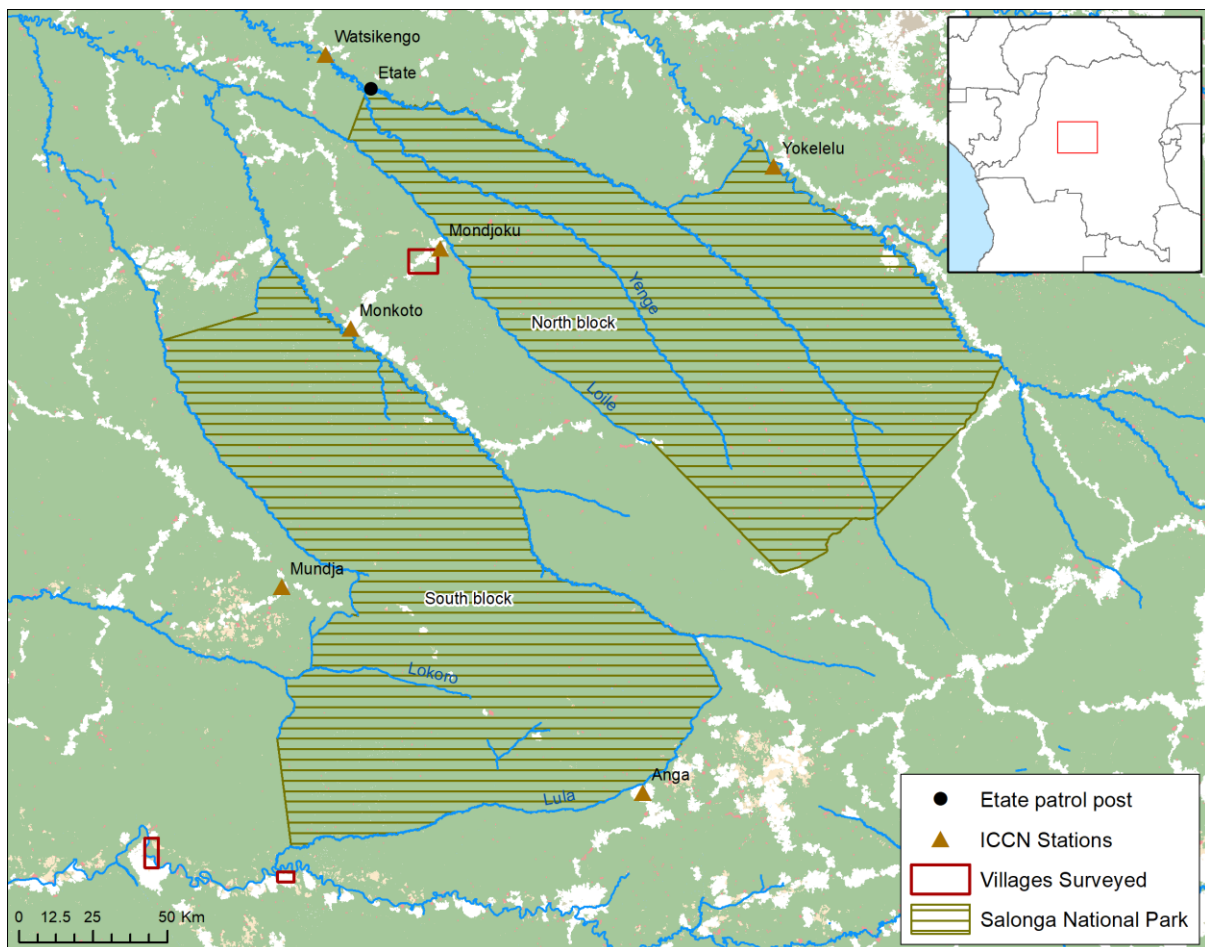 Watsikengo
Etate
Yokelelu
Mondjoku
Yenge
North block
Monkoto
Loile
Mundja
South block
Lokoro
Anga
Lula
0 12.5 25 50 Km
Etate patrol post
ICCN Stations
Villages Surveyed
Salonga National Park